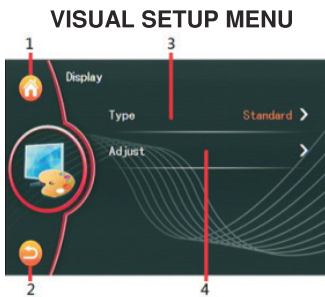 VISUAL SETUP MENU
1
3
Display
Type Standard
Adjust
2
4